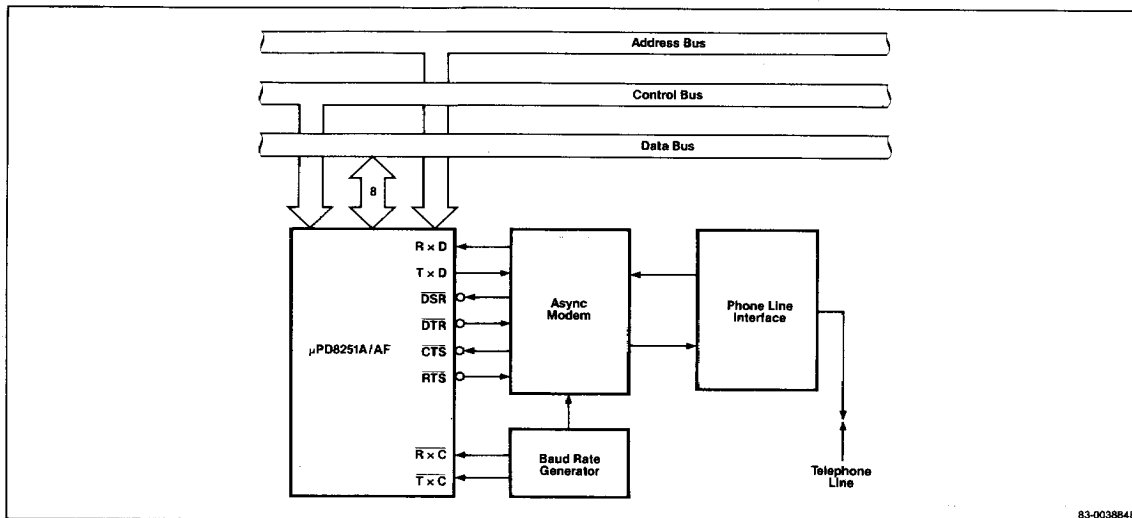 Address Bus
Control Bus
Data Bus
8
R × D
T × D
DSR
DTR
CTS
RTS
R × C
T × C
μPD8251A/AF
Async
Modem
Phone Line
Interface
Baud Rate
Generator
Telephone
Line
83-003884B